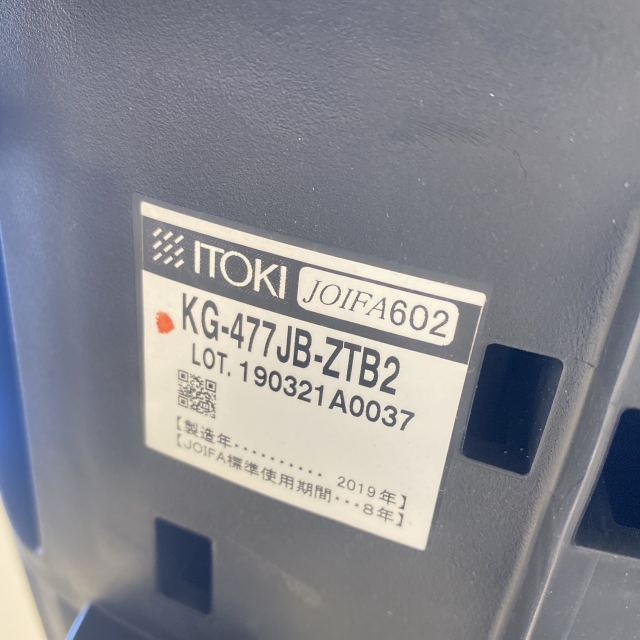 ITOKI JOIFA602
KG-477JB-ZTB2
LOT. 190321A0037
【製造年.......... 2019年】
【JOIFA標準使用期間···8年】